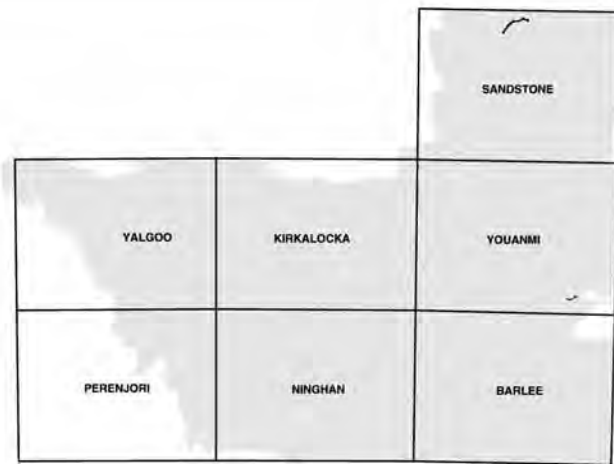 SANDSTONE
YALGOO KIRKALOCKA YOUANMI
PERENJORI NINGHAN BARLEE